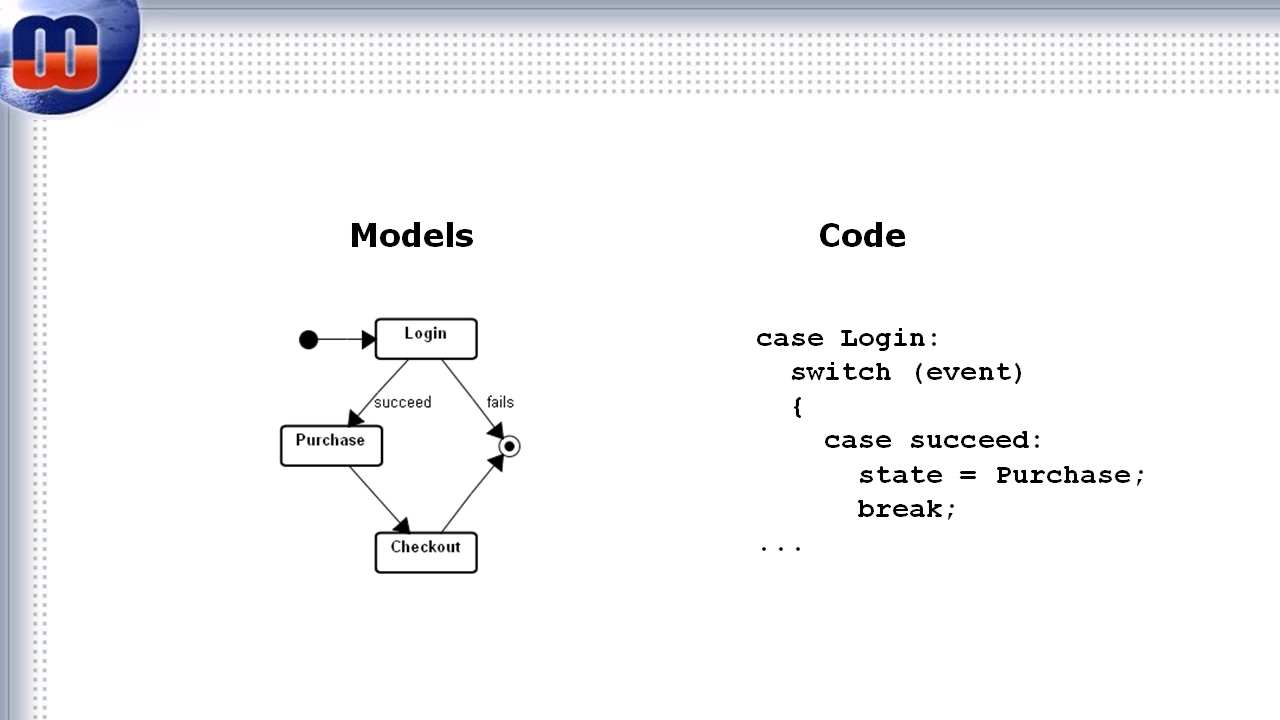 Models
Code
Login
succeed
fails
Purchase
Checkout
case Login:
switch (event)
{
case succeed:
state = Purchase;
break;
...